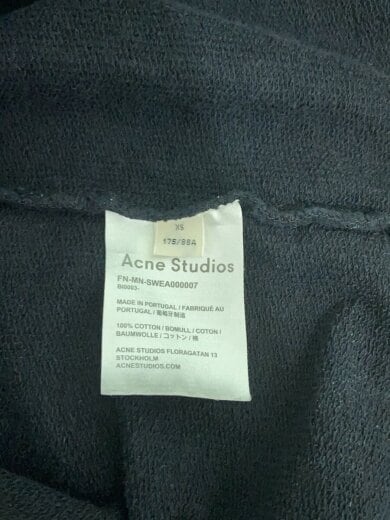 XS
175/88A
Acne Studios
FN-MN-SWEA000007
BI0003-
MADE IN PORTUGAL / FABRIQUÉ AU
PORTUGAL / 葡萄牙制造
100% COTTON / BOMULL / COTON /
BAUMWOLLE / コットン / 棉
ACNE STUDIOS FLORAGATAN 13
STOCKHOLM
ACNESTUDIOS.COM